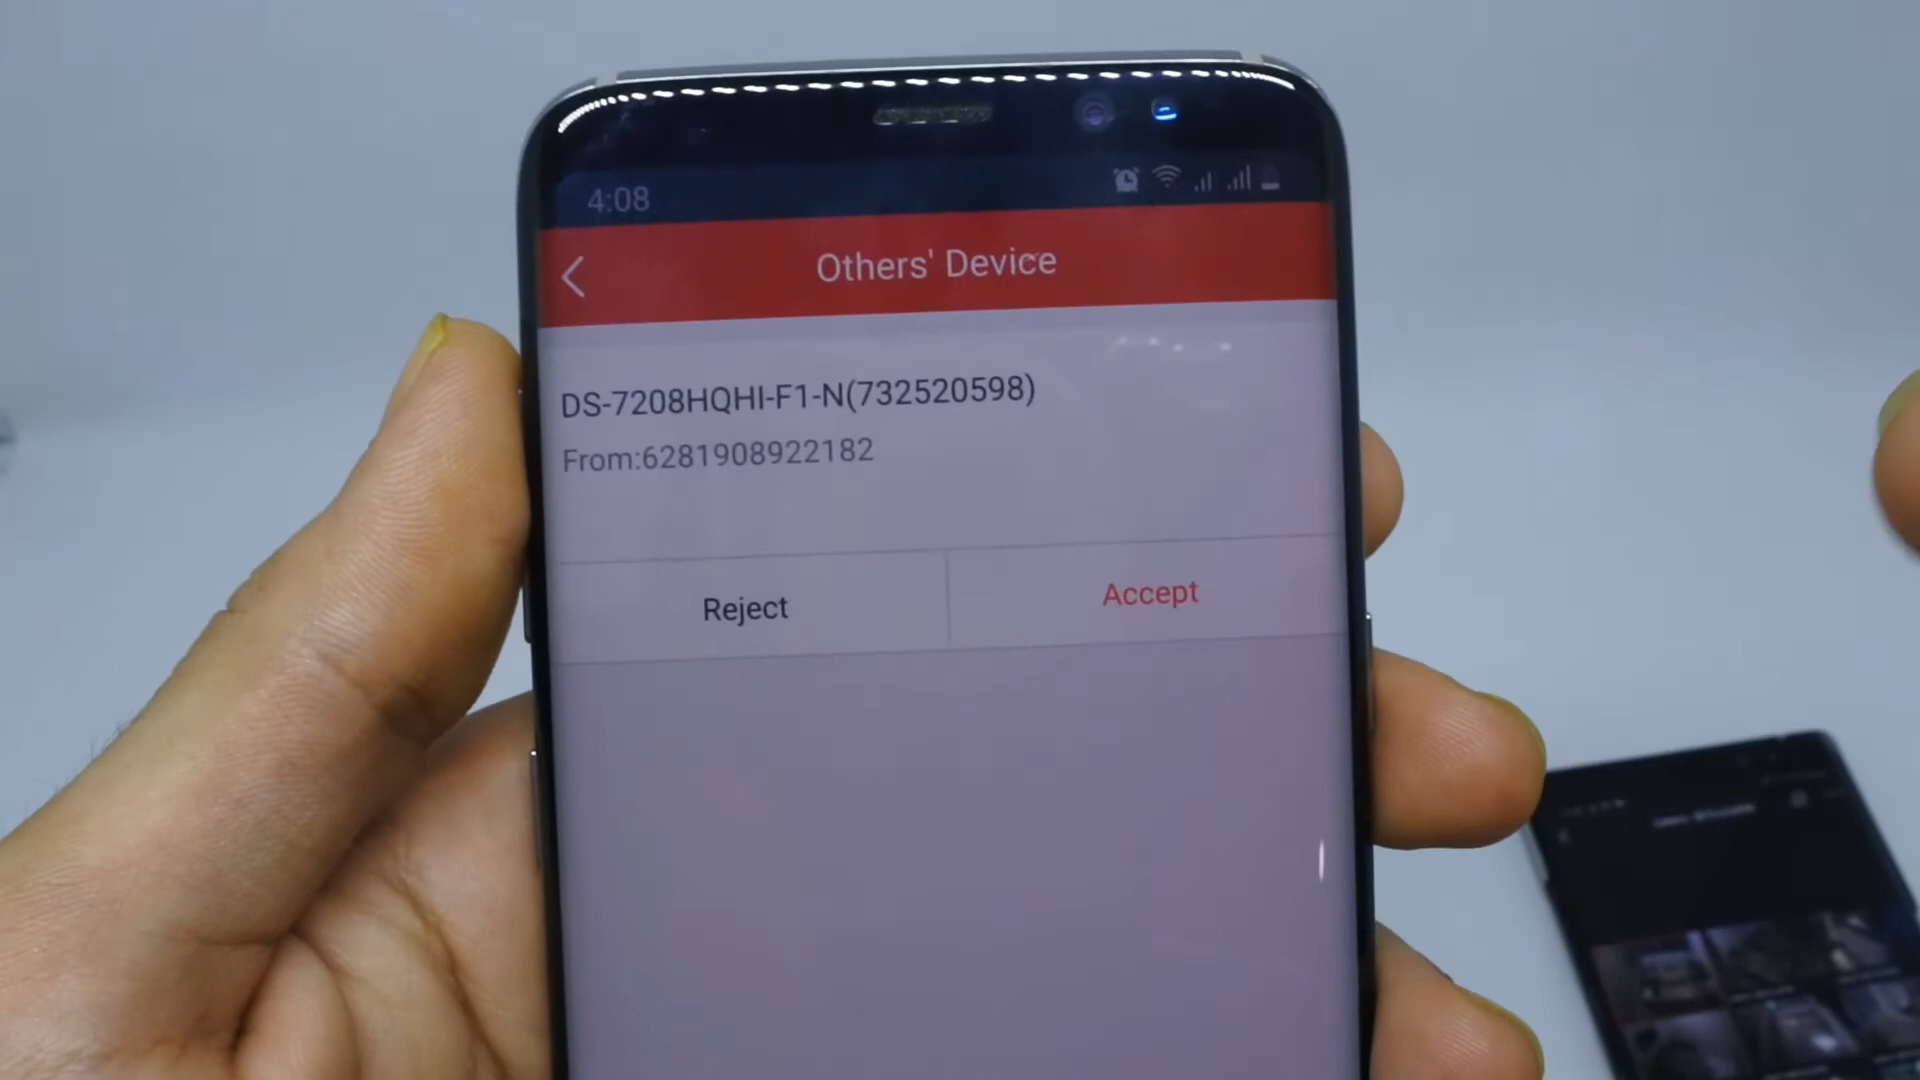 4:08
Others' Device
DS-7208HQHI-F1-N(732520598)
From:6281908922182
Reject
Accept